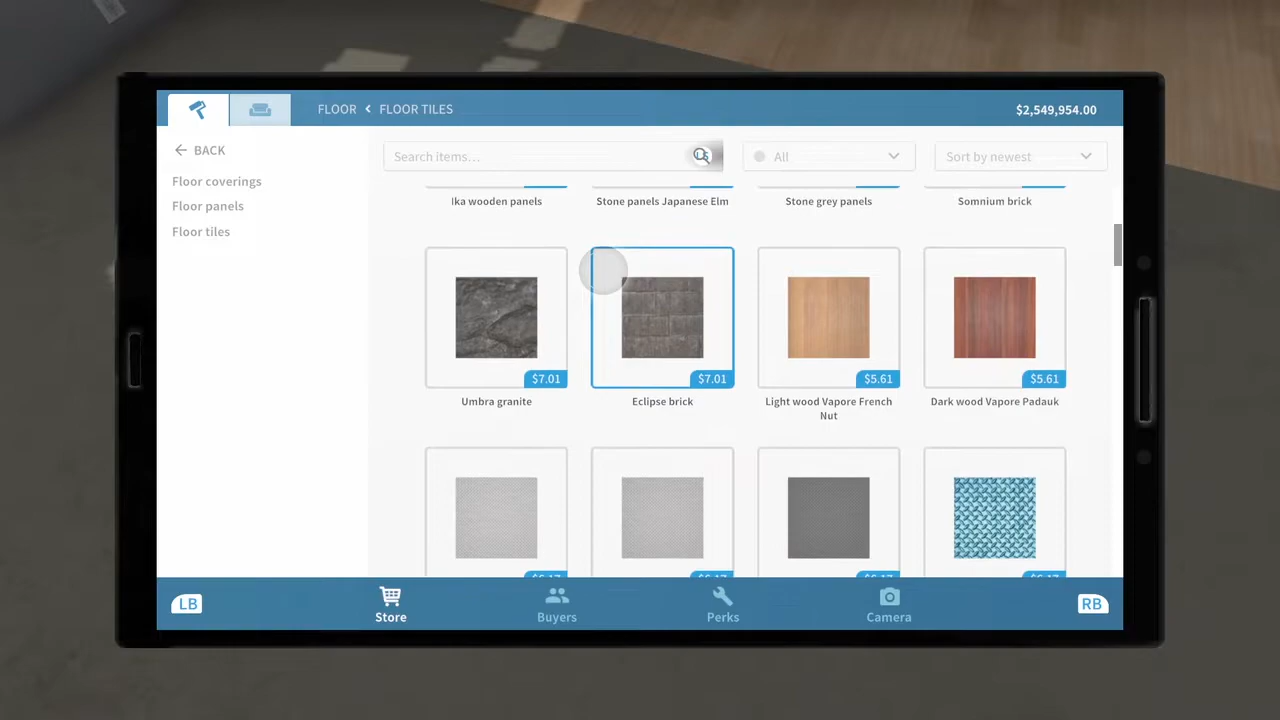 FLOOR < FLOOR TILES
$2,549,954.00
BACK
Search items...
All
Sort by newest
Floor coverings
Floor panels
Floor tiles
Ika wooden panels
Stone panels Japanese Elm
Stone grey panels
Somnium brick
$7.01
$7.01
$5.61
$5.61
Umbra granite
Eclipse brick
Light wood Vapore French
Nut
Dark wood Vapore Padauk
LB
Store
Buyers
Perks
Camera
RB